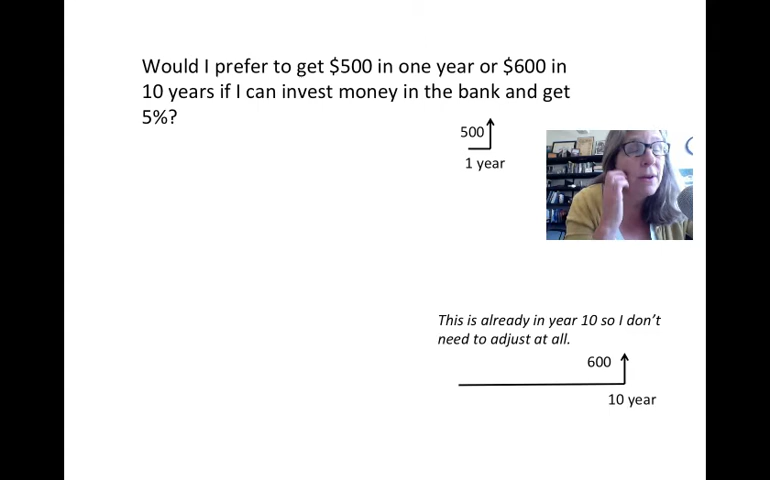 Would I prefer to get $500 in one year or $600 in
10 years if I can invest money in the bank and get
5%?
500
1 year
This is already in year 10 so I don't
need to adjust at all.
600
10 year